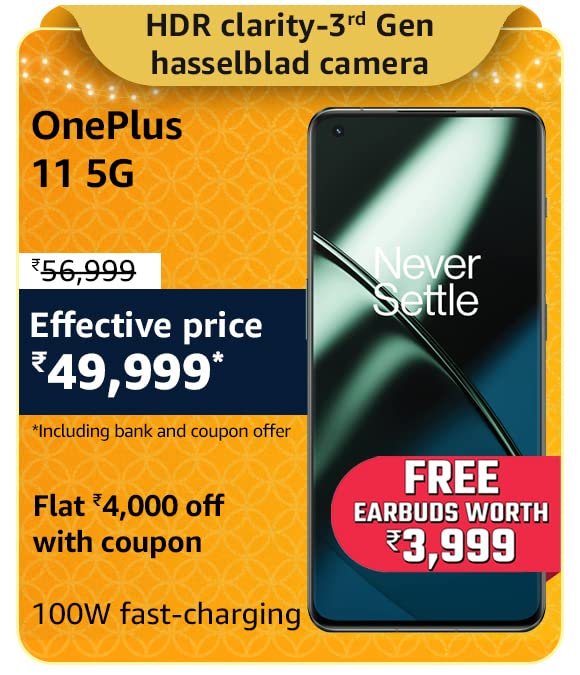 HDR clarity-3rd Gen
hasselblad camera
OnePlus
11 5G
₹56,999
Never
Settle
Effective price
₹49,999*
*Including bank and coupon offer
FREE
EARBUDS WORTH
₹3,999
Flat ₹4,000 off
with coupon
100W fast-charging